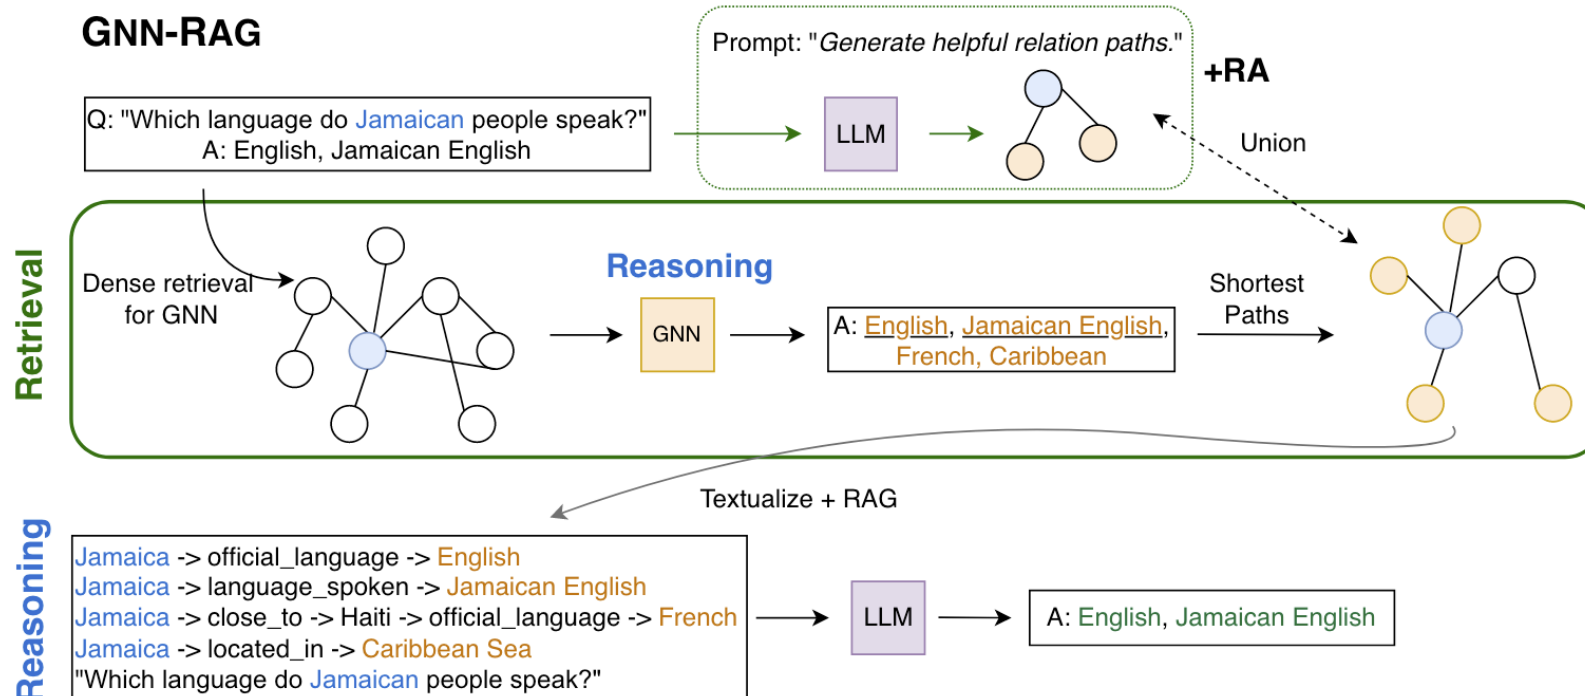 GNN-RAG
Prompt: "Generate helpful relation paths."
+RA
Q: "Which language do Jamaican people speak?"
A: English, Jamaican English
LLM
Union
Retrieval
Dense retrieval
for GNN
Reasoning
GNN
A: English, Jamaican English,
French, Caribbean
Shortest
Paths
Textualize + RAG
Reasoning
Jamaica -> official_language -> English
Jamaica -> language_spoken -> Jamaican English
Jamaica -> close_to -> Haiti -> official_language -> French
Jamaica -> located_in -> Caribbean Sea
"Which language do Jamaican people speak?"
LLM
A: English, Jamaican English